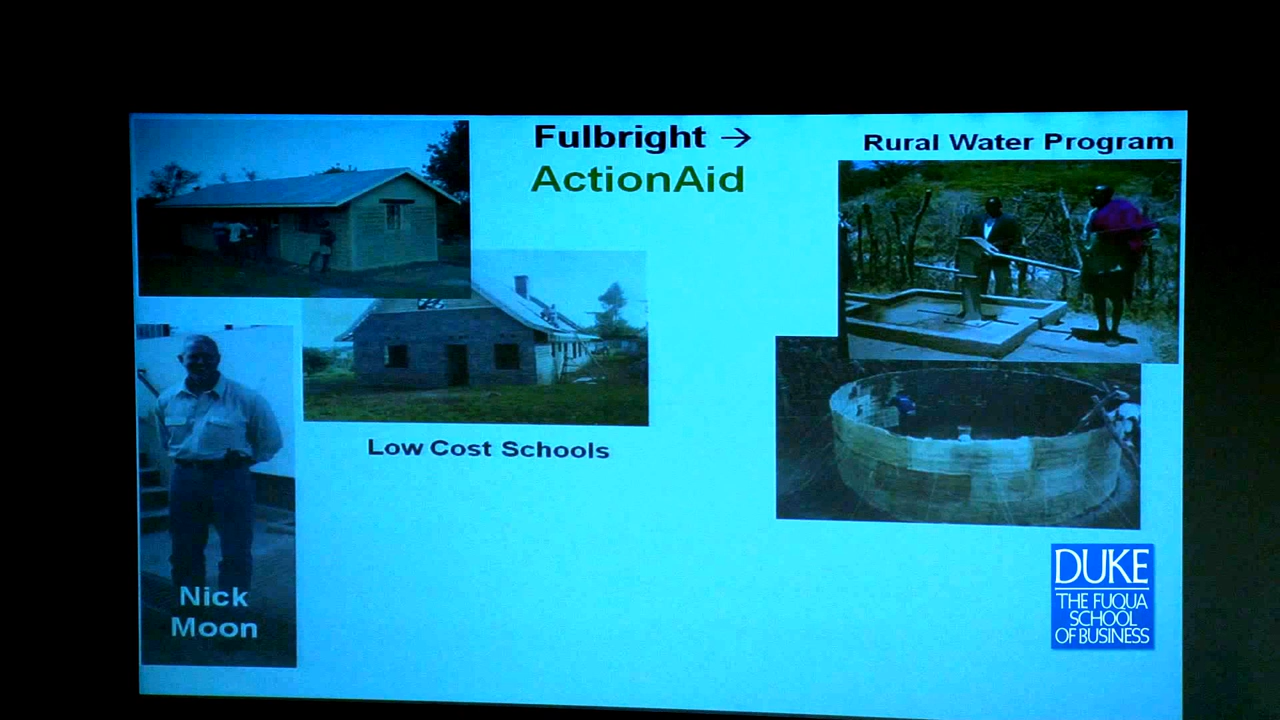 Fulbright →
ActionAid
Rural Water Program
Low Cost Schools
Nick
Moon
DUKE
THE FUQUA
SCHOOL
OF BUSINESS